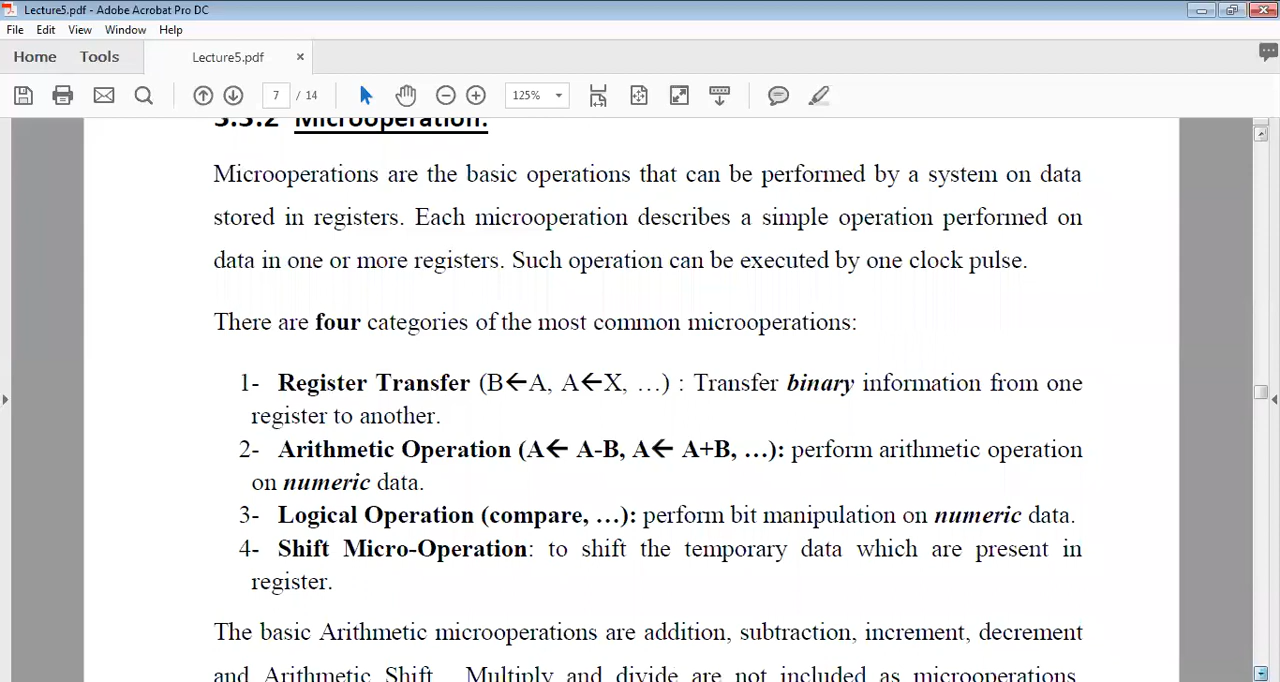 Lecture5.pdf - Adobe Acrobat Pro DC
File Edit View Window Help
Home Tools Lecture5.pdf ×
7 / 14 125%
3.3.2 Microoperation:
Microoperations are the basic operations that can be performed by a system on data
stored in registers. Each microoperation describes a simple operation performed on
data in one or more registers. Such operation can be executed by one clock pulse.
There are four categories of the most common microoperations:
1- Register Transfer (B←A, A←X, …) : Transfer binary information from one
register to another.
2- Arithmetic Operation (A← A-B, A← A+B, …): perform arithmetic operation
on numeric data.
3- Logical Operation (compare, …): perform bit manipulation on numeric data.
4- Shift Micro-Operation: to shift the temporary data which are present in
register.
The basic Arithmetic microoperations are addition, subtraction, increment, decrement
and Arithmetic Shift. Multiply and divide are not included as microoperations.